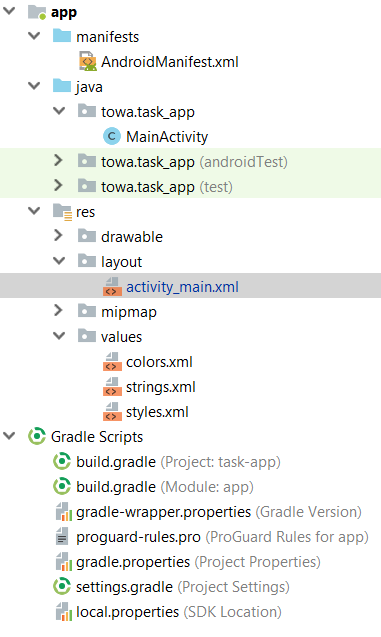 app
manifests
AndroidManifest.xml
java
towa.task_app
C MainActivity
towa.task_app (androidTest)
towa.task_app (test)
res
drawable
layout
activity_main.xml
mipmap
values
colors.xml
strings.xml
styles.xml
Gradle Scripts
build.gradle (Project: task-app)
build.gradle (Module: app)
gradle-wrapper.properties (Gradle Version)
proguard-rules.pro (ProGuard Rules for app)
gradle.properties (Project Properties)
settings.gradle (Project Settings)
local.properties (SDK Location)